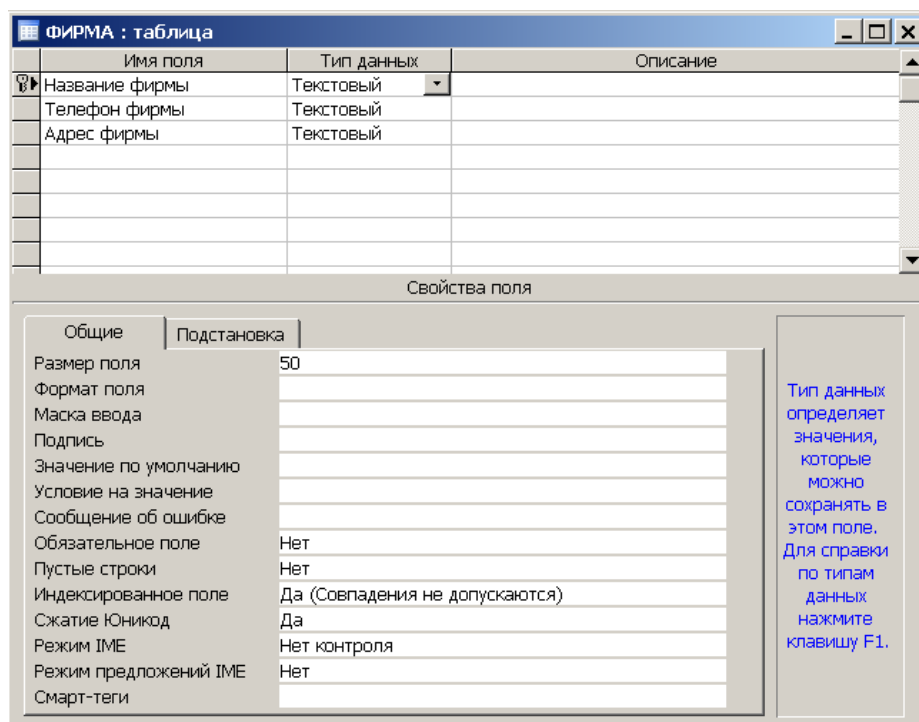 ФИРМА : таблица
Имя поля Тип данных Описание
Название фирмы Текстовый
Телефон фирмы Текстовый
Адрес фирмы Текстовый
Свойства поля
Общие Подстановка
Размер поля 50
Формат поля
Маска ввода
Подпись
Значение по умолчанию
Условие на значение
Сообщение об ошибке
Обязательное поле Нет
Пустые строки Нет
Индексированное поле Да (Совпадения не допускаются)
Сжатие Юникод Да
Режим IME Нет контроля
Режим предложений IME Нет
Смарт-теги
Тип данных
определяет
значения,
которые
можно
сохранять в
этом поле.
Для справки
по типам
данных
нажмите
клавишу F1.